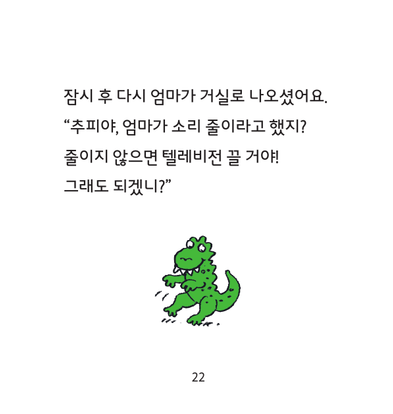 잠시 후 다시 엄마가 거실로 나오셨어요.
“추피야, 엄마가 소리 줄이라고 했지?
줄이지 않으면 텔레비전 끌 거야!
그래도 되겠니?”
22